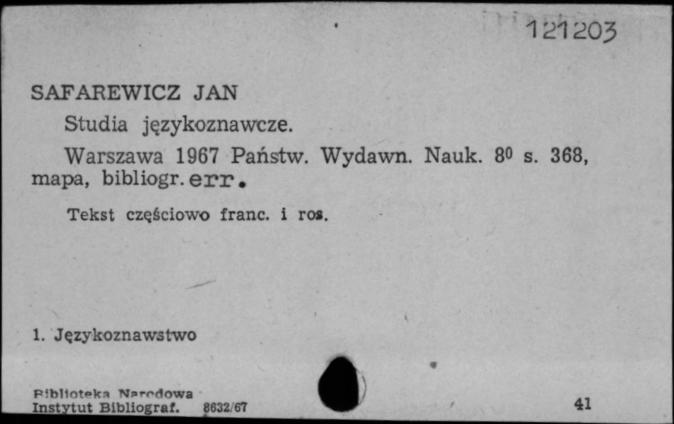 121203
SAFAREWICZ JAN
Studia językoznawcze.
Warszawa 1967 Państw. Wydawn. Nauk. 8⁰ s. 368,
mapa, bibliogr. err.
Tekst częściowo franc. i ros.
1. Językoznawstwo
Biblioteka Narodowa
Instytut Bibliograf. 8632/67
41